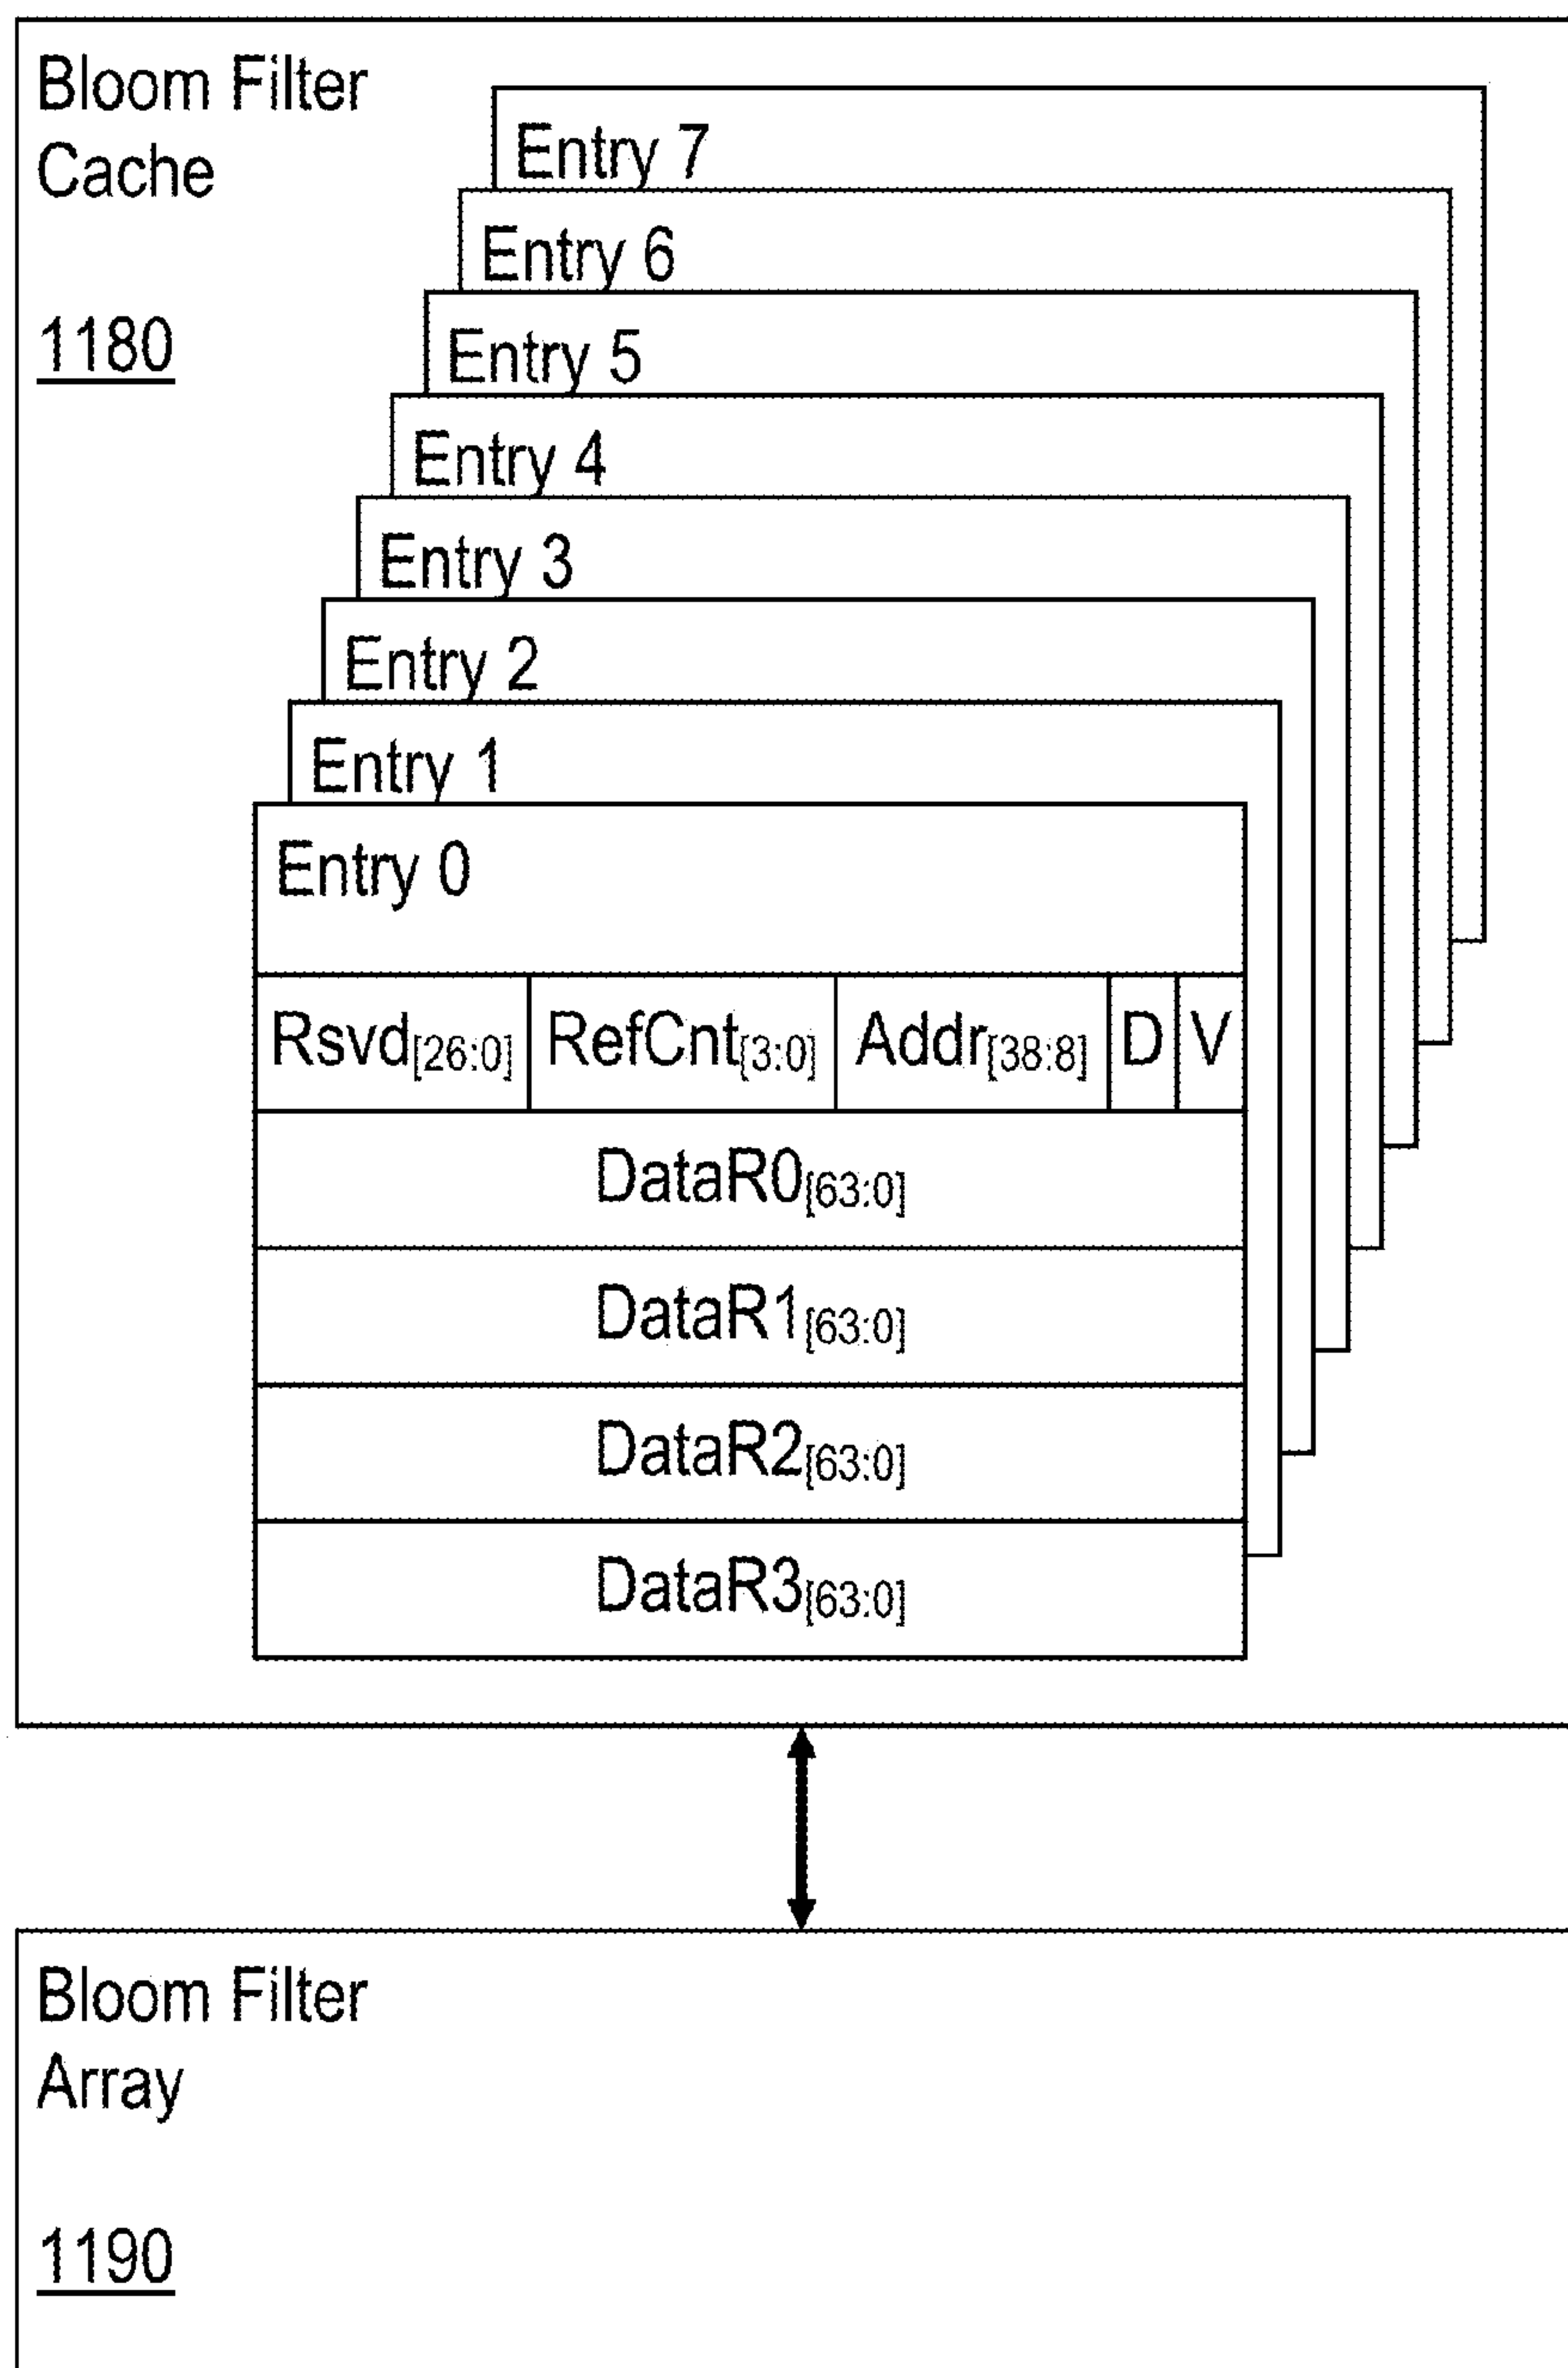 Bloom Filter
Cache
1180
Entry 7
Entry 6
Entry 5
Entry 4
Entry 3
Entry 2
Entry 1
Entry 0
Rsvd[26:0] RefCnt[3:0] Addr[38:8] D V
DataR0[63:0]
DataR1[63:0]
DataR2[63:0]
DataR3[63:0]
Bloom Filter
Array
1190